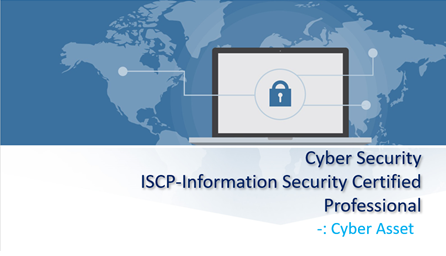 Cyber Security
ISCP-Information Security Certified
Professional
-: Cyber Asset